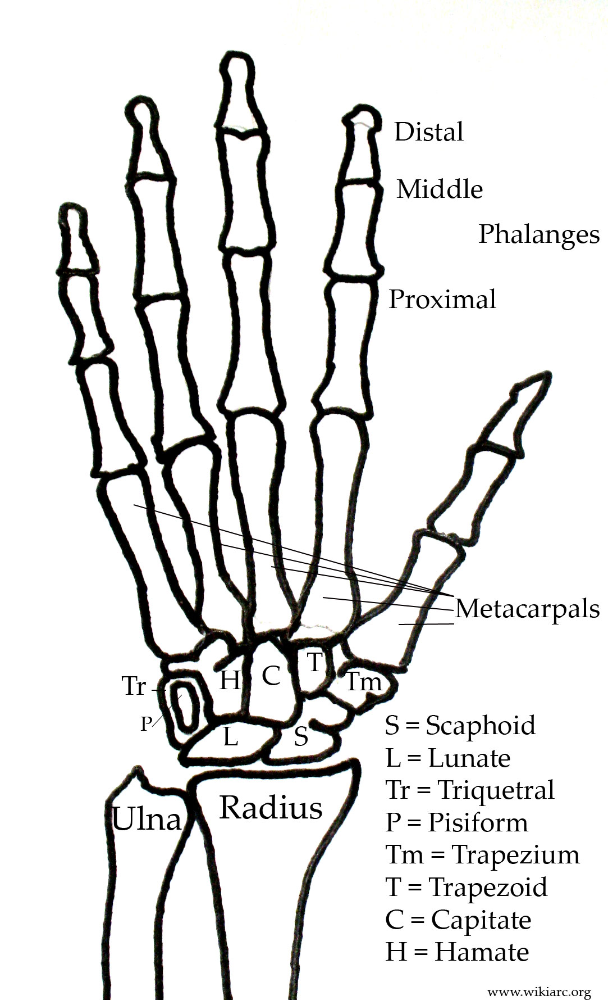 Distal
Middle
Phalanges
Proximal
Metacarpals
H
C
T
Tm
Tr
P
L
S
Ulna
Radius
S = Scaphoid
L = Lunate
Tr = Triquetral
P = Pisiform
Tm = Trapezium
T = Trapezoid
C = Capitate
H = Hamate
www.wikiarc.org